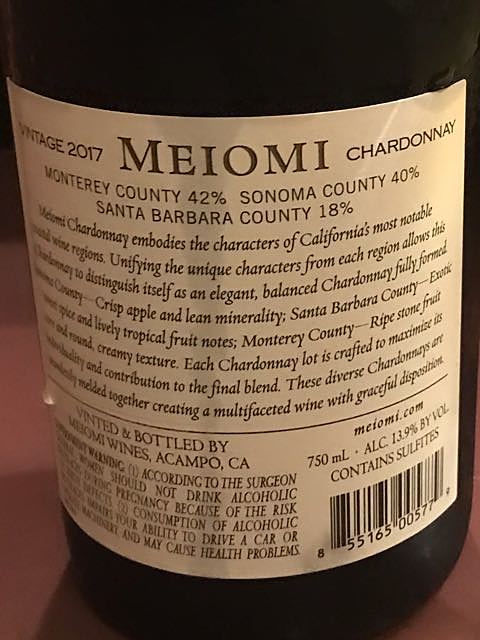 VINTAGE 2017 MEIOMI CHARDONNAY
MONTEREY COUNTY 42% SONOMA COUNTY 40%
SANTA BARBARA COUNTY 18%
Meiomi Chardonnay embodies the characters of California's most notable
wine regions. Unifying the unique characters from each region allows this
Chardonnay to distinguish itself as an elegant, balanced Chardonnay fully formed.
County—Crisp apple and lean minerality; Santa Barbara County—Exotic
spice and lively tropical fruit notes; Monterey County—Ripe stone fruit
and round, creamy texture. Each Chardonnay lot is crafted to maximize its
individuality and contribution to the final blend. These diverse Chardonnays are
melded together creating a multifaceted wine with graceful disposition.
VINTED & BOTTLED BY
MEIOMI WINES, ACAMPO, CA
meiomi.com
750 mL · ALC. 13.9% BY VOL.
CONTAINS SULFITES
WARNING: (1) ACCORDING TO THE SURGEON
WOMEN SHOULD NOT DRINK ALCOHOLIC
DURING PREGNANCY BECAUSE OF THE RISK
DEFECTS. (2) CONSUMPTION OF ALCOHOLIC
IMPAIRS YOUR ABILITY TO DRIVE A CAR OR
MACHINERY, AND MAY CAUSE HEALTH PROBLEMS.
8 55165 00577 9